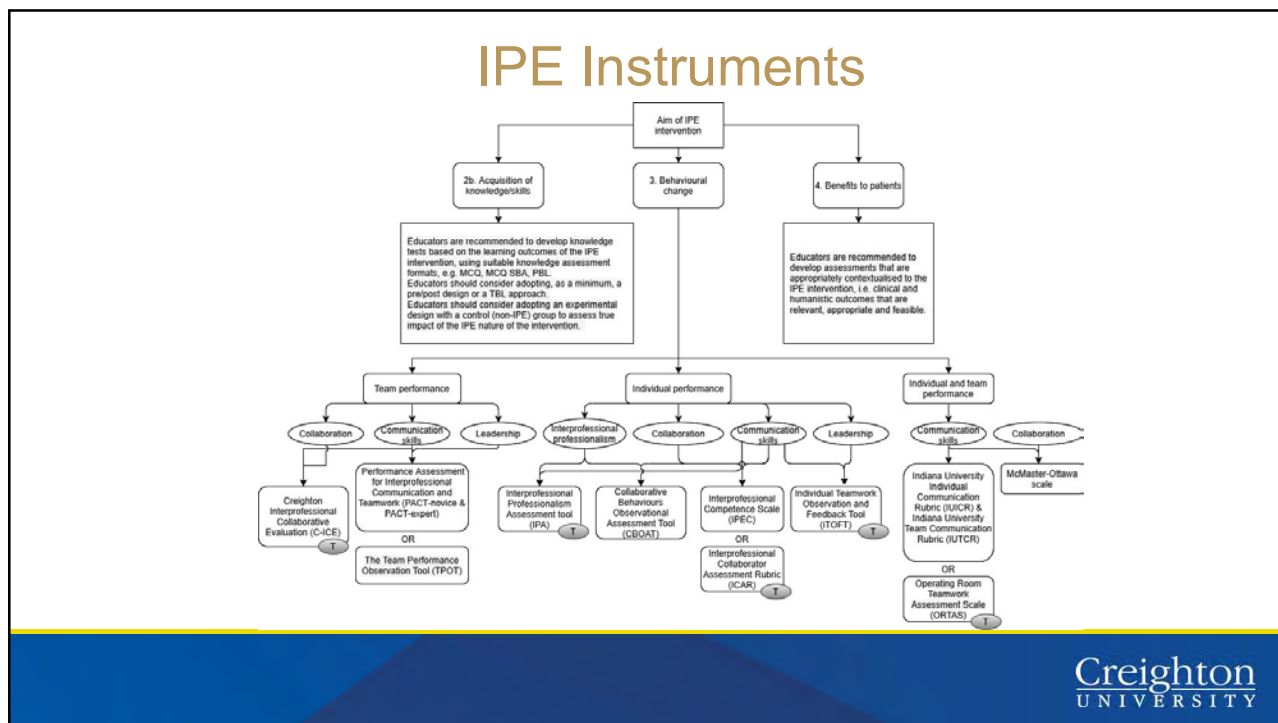 IPE Instruments
Aim of IPE
intervention
2b. Acquisition of
knowledge/skills
3. Behavioural
change
4. Benefits to patients
Educators are recommended to develop knowledge
tests based on the learning outcomes of the IPE
intervention, using suitable knowledge assessment
formats, e.g. MCQ, MCQ SBA, PBL.
Educators should consider adopting, as a minimum, a
pre/post design or a TBL approach.
Educators should consider adopting an experimental
design with a control (non-IPE) group to assess true
impact of the IPE nature of the intervention.
Educators are recommended to
develop assessments that are
appropriately contextualised to the
IPE intervention, i.e. clinical and
humanistic outcomes that are
relevant, appropriate and feasible.
Team performance
Individual performance
Individual and team
performance
Collaboration
Communication
skills
Leadership
Interprofessional
professionalism
Collaboration
Communication
skills
Leadership
Communication
skills
Collaboration
Creighton
Interprofessional
Collaborative
Evaluation (C-ICE)
T
Performance Assessment
for Interprofessional
Communication and
Teamwork (PACT-novice &
PACT-expert)
OR
The Team Performance
Observation Tool (TPOT)
Interprofessional
Professionalism
Assessment tool
(IPA)
T
Collaborative
Behaviours
Observational
Assessment Tool
(CBOAT)
Interprofessional
Competence Scale
(IPEC)
OR
Interprofessional
Collaborator
Assessment Rubric
(ICAR)
T
Individual Teamwork
Observation and
Feedback Tool
(ITOFT)
T
Indiana University
Individual
Communication
Rubric (IUICR) &
Indiana University
Team Communication
Rubric (IUTCR)
OR
Operating Room
Teamwork
Assessment Scale
(ORTAS)
T
McMaster-Ottawa
scale
Creighton
UNIVERSITY